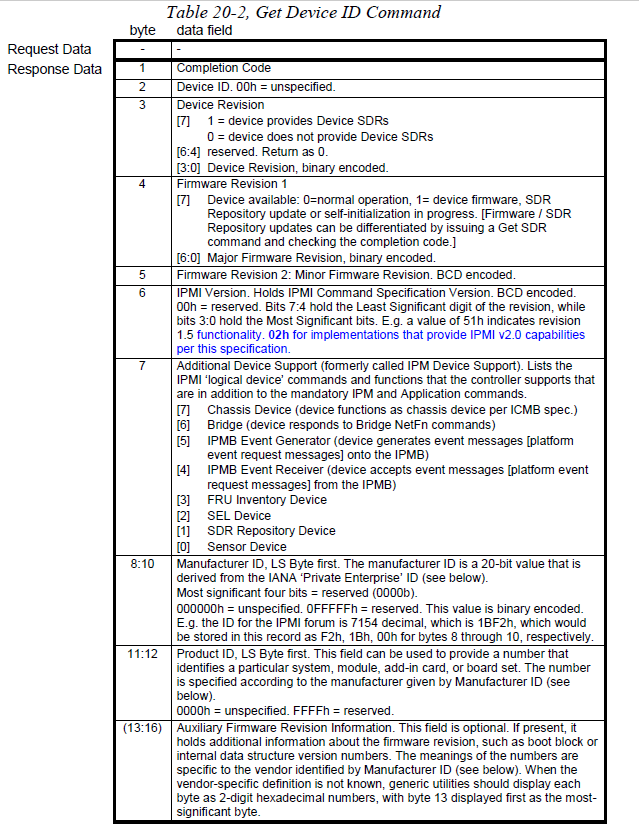 Table 20-2, Get Device ID Command
byte data field
Request Data - -
Response Data 1 Completion Code
2 Device ID. 00h = unspecified.
3 Device Revision
[7] 1 = device provides Device SDRs
0 = device does not provide Device SDRs
[6:4] reserved. Return as 0.
[3:0] Device Revision, binary encoded.
4 Firmware Revision 1
[7] Device available: 0=normal operation, 1= device firmware, SDR
Repository update or self-initialization in progress. [Firmware / SDR
Repository updates can be differentiated by issuing a Get SDR
command and checking the completion code.]
[6:0] Major Firmware Revision, binary encoded.
5 Firmware Revision 2: Minor Firmware Revision. BCD encoded.
6 IPMI Version. Holds IPMI Command Specification Version. BCD encoded.
00h = reserved. Bits 7:4 hold the Least Significant digit of the revision, while
bits 3:0 hold the Most Significant bits. E.g. a value of 51h indicates revision
1.5 functionality. 02h for implementations that provide IPMI v2.0 capabilities
per this specification.
7 Additional Device Support (formerly called IPM Device Support). Lists the
IPMI ‘logical device’ commands and functions that the controller supports that
are in addition to the mandatory IPM and Application commands.
[7] Chassis Device (device functions as chassis device per ICMB spec.)
[6] Bridge (device responds to Bridge NetFn commands)
[5] IPMB Event Generator (device generates event messages [platform
event request messages] onto the IPMB)
[4] IPMB Event Receiver (device accepts event messages [platform event
request messages] from the IPMB)
[3] FRU Inventory Device
[2] SEL Device
[1] SDR Repository Device
[0] Sensor Device
8:10 Manufacturer ID, LS Byte first. The manufacturer ID is a 20-bit value that is
derived from the IANA ‘Private Enterprise’ ID (see below).
Most significant four bits = reserved (0000b).
000000h = unspecified. 0FFFFFh = reserved. This value is binary encoded.
E.g. the ID for the IPMI forum is 7154 decimal, which is 1BF2h, which would
be stored in this record as F2h, 1Bh, 00h for bytes 8 through 10, respectively.
11:12 Product ID, LS Byte first. This field can be used to provide a number that
identifies a particular system, module, add-in card, or board set. The number
is specified according to the manufacturer given by Manufacturer ID (see
below).
0000h = unspecified. FFFFh = reserved.
(13:16) Auxiliary Firmware Revision Information. This field is optional. If present, it
holds additional information about the firmware revision, such as boot block or
internal data structure version numbers. The meanings of the numbers are
specific to the vendor identified by Manufacturer ID (see below). When the
vendor-specific definition is not known, generic utilities should display each
byte as 2-digit hexadecimal numbers, with byte 13 displayed first as the most-
significant byte.